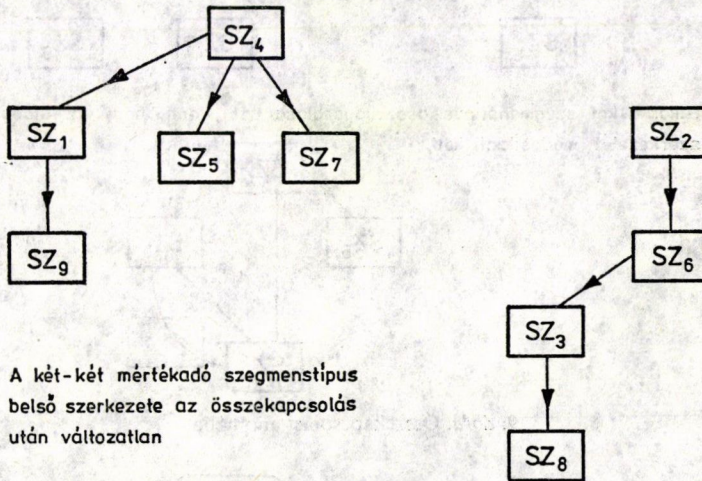 SZ₄
SZ₁
SZ₅
SZ₇
SZ₂
SZ₉
SZ₆
SZ₃
SZ₈
A két-két mértékadó szegmenstípus
belső szerkezete az összekapcsolás
után változatlan